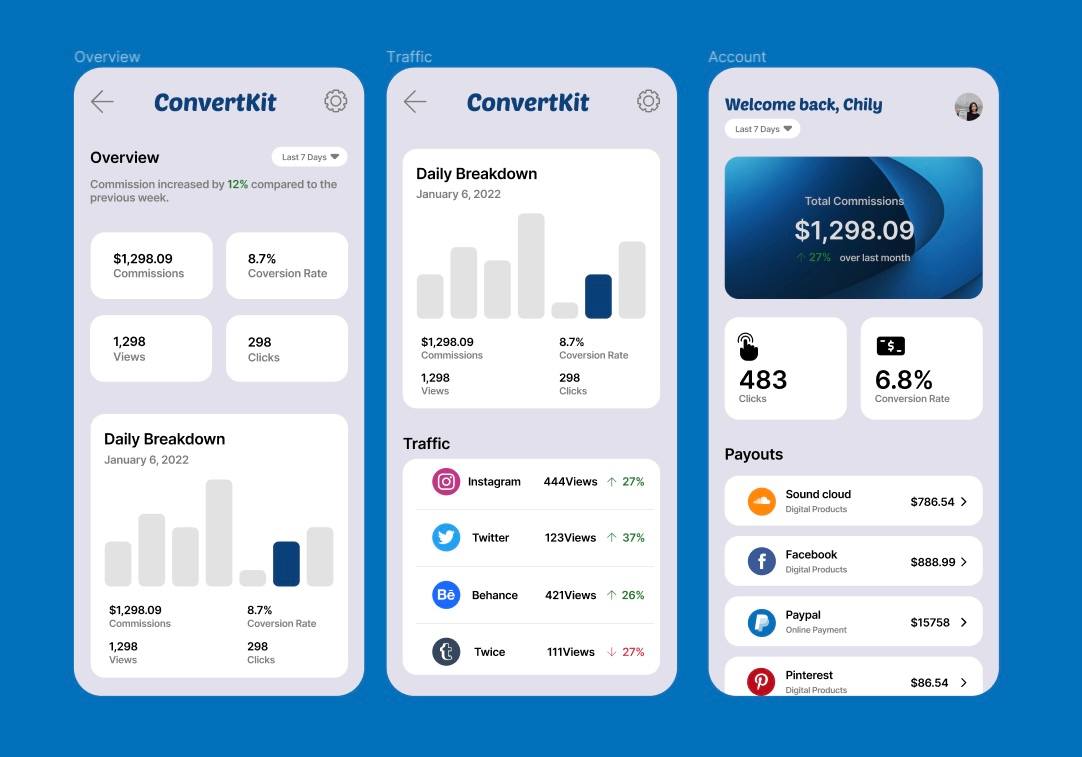 Overview
ConvertKit
Overview
Last 7 Days
Commission increased by 12% compared to the
previous week.
$1,298.09
Commissions
8.7%
Coversion Rate
1,298
Views
298
Clicks
Daily Breakdown
January 6, 2022
$1,298.09
Commissions
8.7%
Coversion Rate
1,298
Views
298
Clicks
Traffic
ConvertKit
Daily Breakdown
January 6, 2022
$1,298.09
Commissions
8.7%
Coversion Rate
1,298
Views
298
Clicks
Traffic
Instagram 444Views ↑ 27%
Twitter 123Views ↑ 37%
Bē
Behance 421Views ↑ 26%
t
Twice 111Views ↓ 27%
Account
Welcome back, Chily
Last 7 Days
Total Commissions
$1,298.09
↑ 27% over last month
$
483
Clicks
6.8%
Conversion Rate
Payouts
Sound cloud
Digital Products
$786.54
f
Facebook
Digital Products
$888.99
Paypal
Online Payment
$15758
Pinterest
Digital Products
$86.54